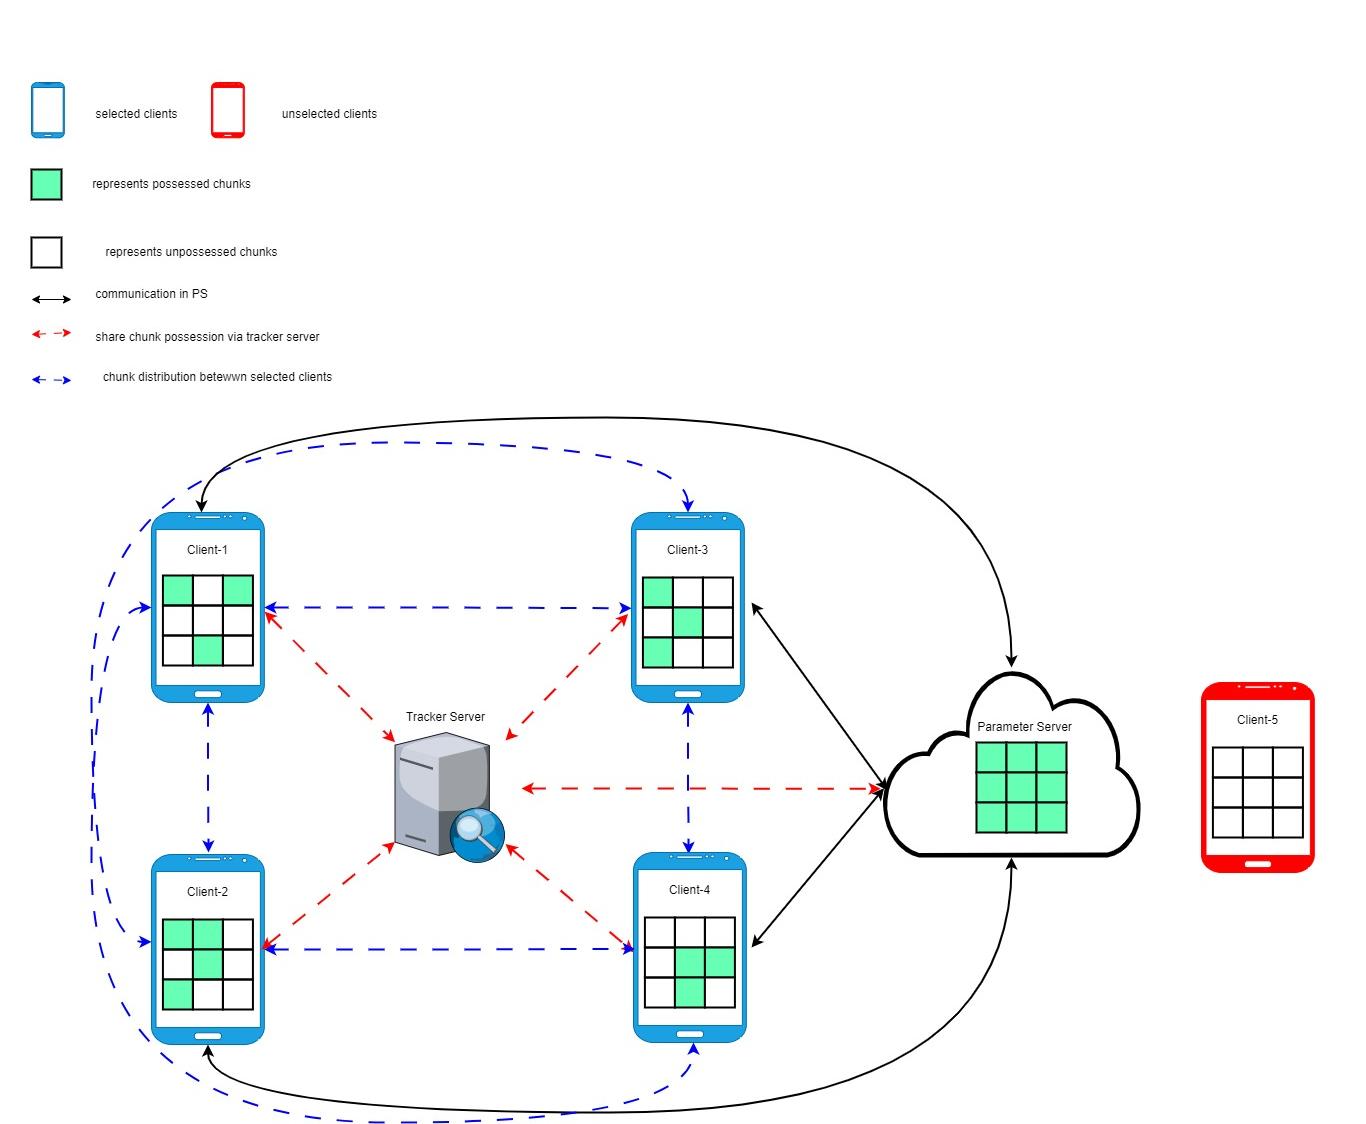 selected clients
unselected clients
represents possessed chunks
represents unpossessed chunks
communication in PS
share chunk possession via tracker server
chunk distribution betewwn selected clients
Client-1
Client-3
Tracker Server
Parameter Server
Client-5
Client-2
Client-4